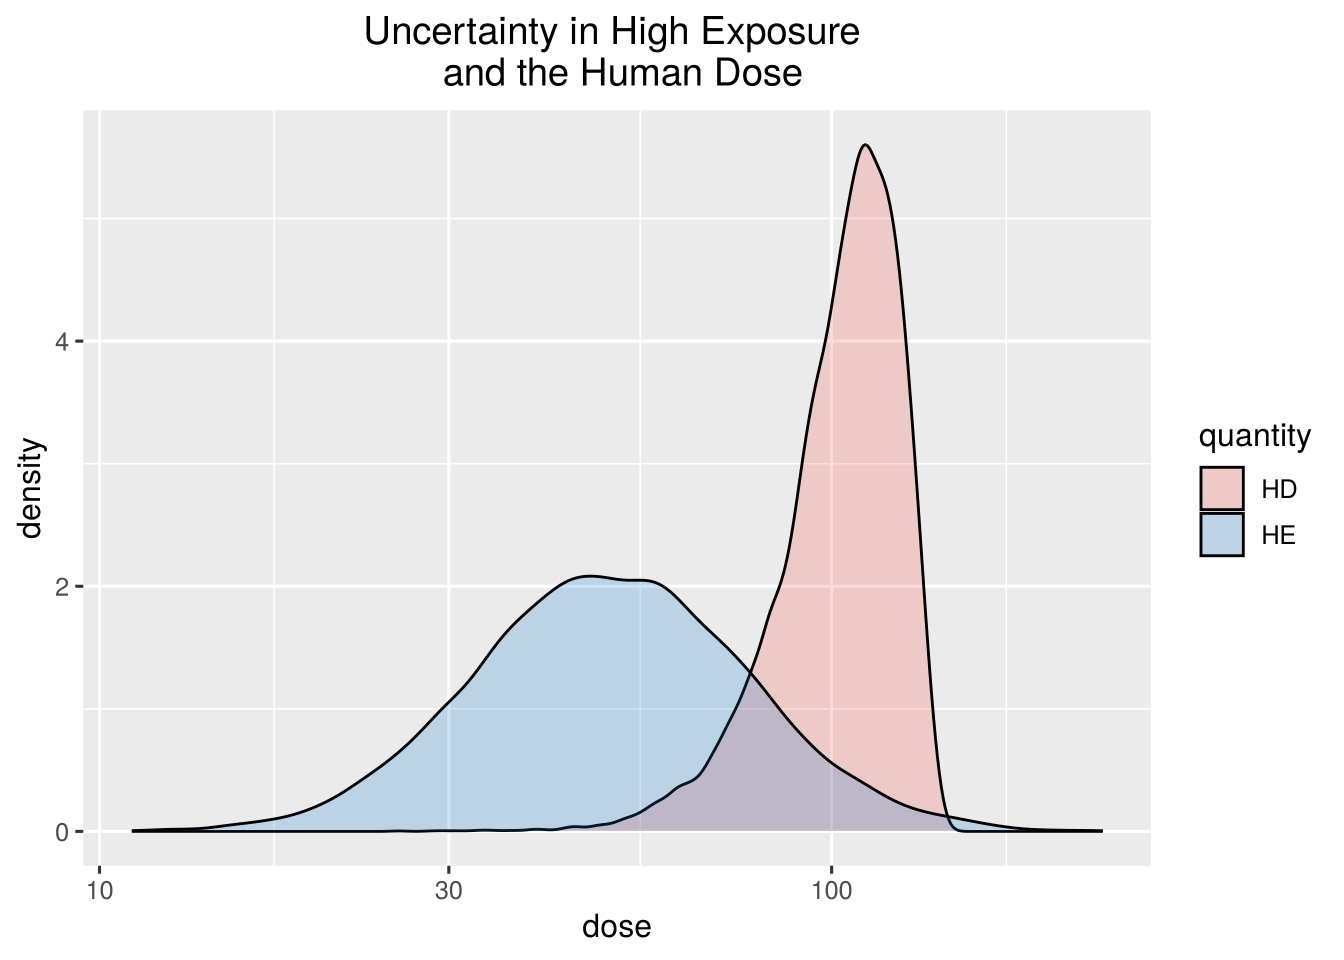 Uncertainty in High Exposure
and the Human Dose
density
4
2
0
10 30 100
dose
quantity
HD
HE